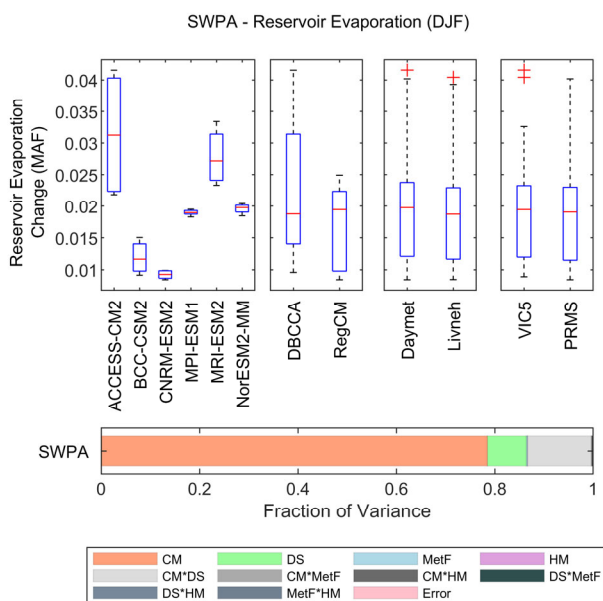 SWPA - Reservoir Evaporation (DJF)
Reservoir Evaporation
Change (MAF)
0.04
0.035
0.03
0.025
0.02
0.015
0.01
ACCESS-CM2
BCC-CSM2
CNRM-ESM2
MPI-ESM1
MRI-ESM2
NorESM2-MM
DBCCA
RegCM
Daymet
Livneh
VIC5
PRMS
SWPA
0 0.2 0.4 0.6 0.8 1
Fraction of Variance
CM DS MetF HM
CM*DS CM*MetF CM*HM DS*MetF
DS*HM MetF*HM Error